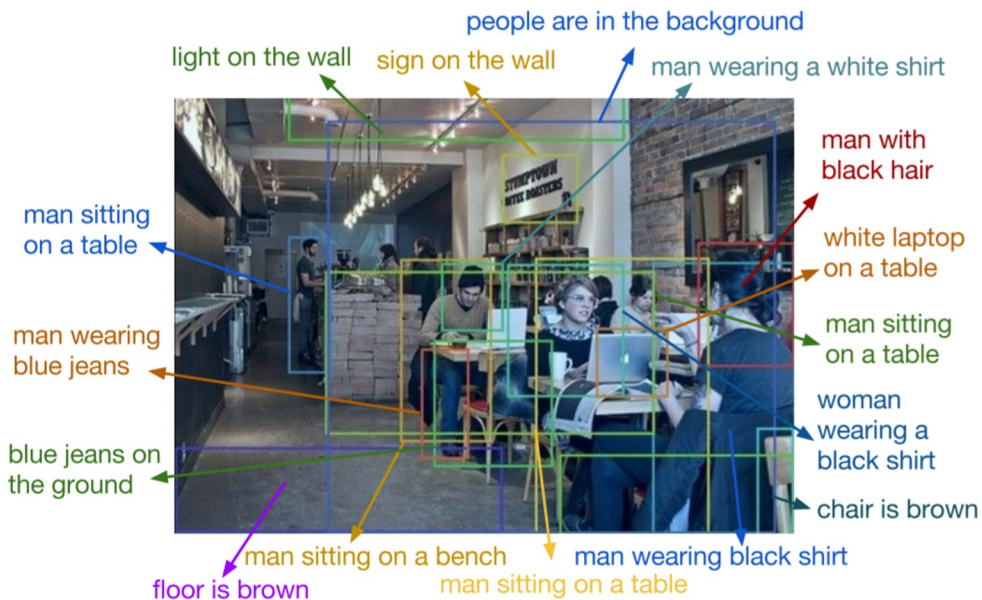 people are in the background
light on the wall
sign on the wall
man wearing a white shirt
man with
black hair
man sitting
on a table
white laptop
on a table
man wearing
blue jeans
man sitting
on a table
woman
wearing a
black shirt
blue jeans on
the ground
chair is brown
man sitting on a bench
man wearing black shirt
man sitting on a table
floor is brown
STUMPTOWN
COFFEE ROASTERS